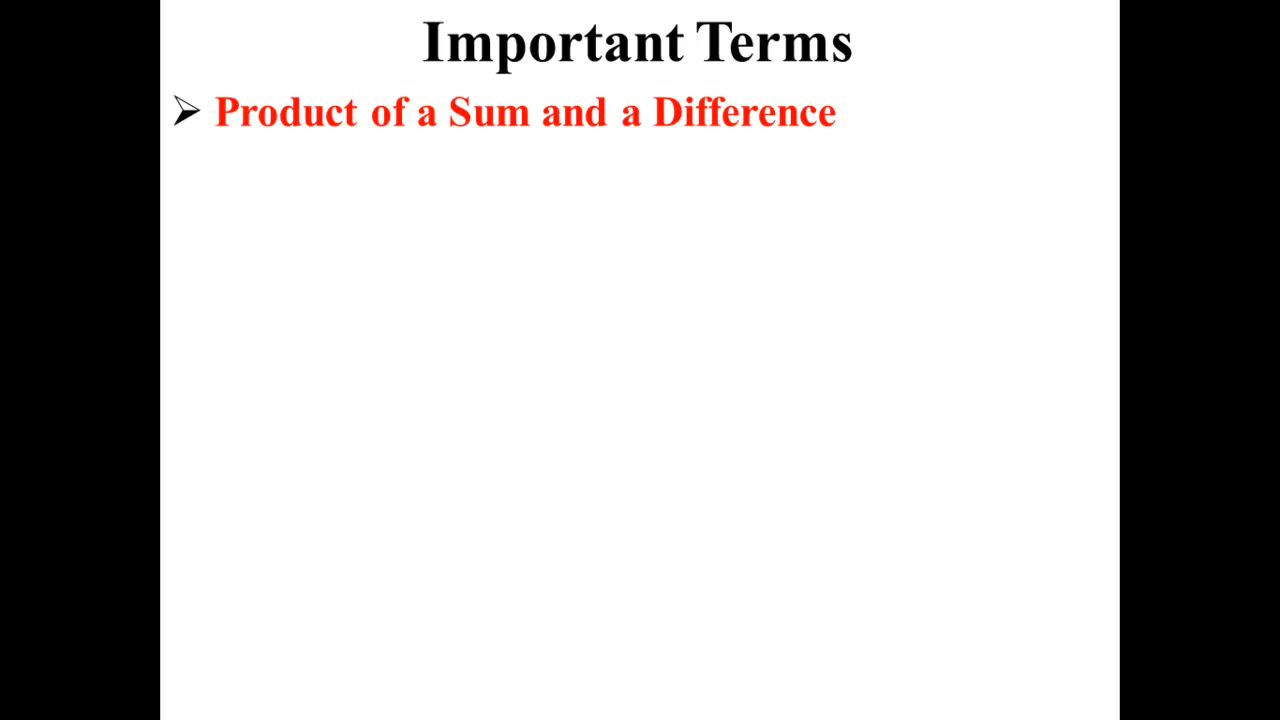 Important Terms
➢ Product of a Sum and a Difference